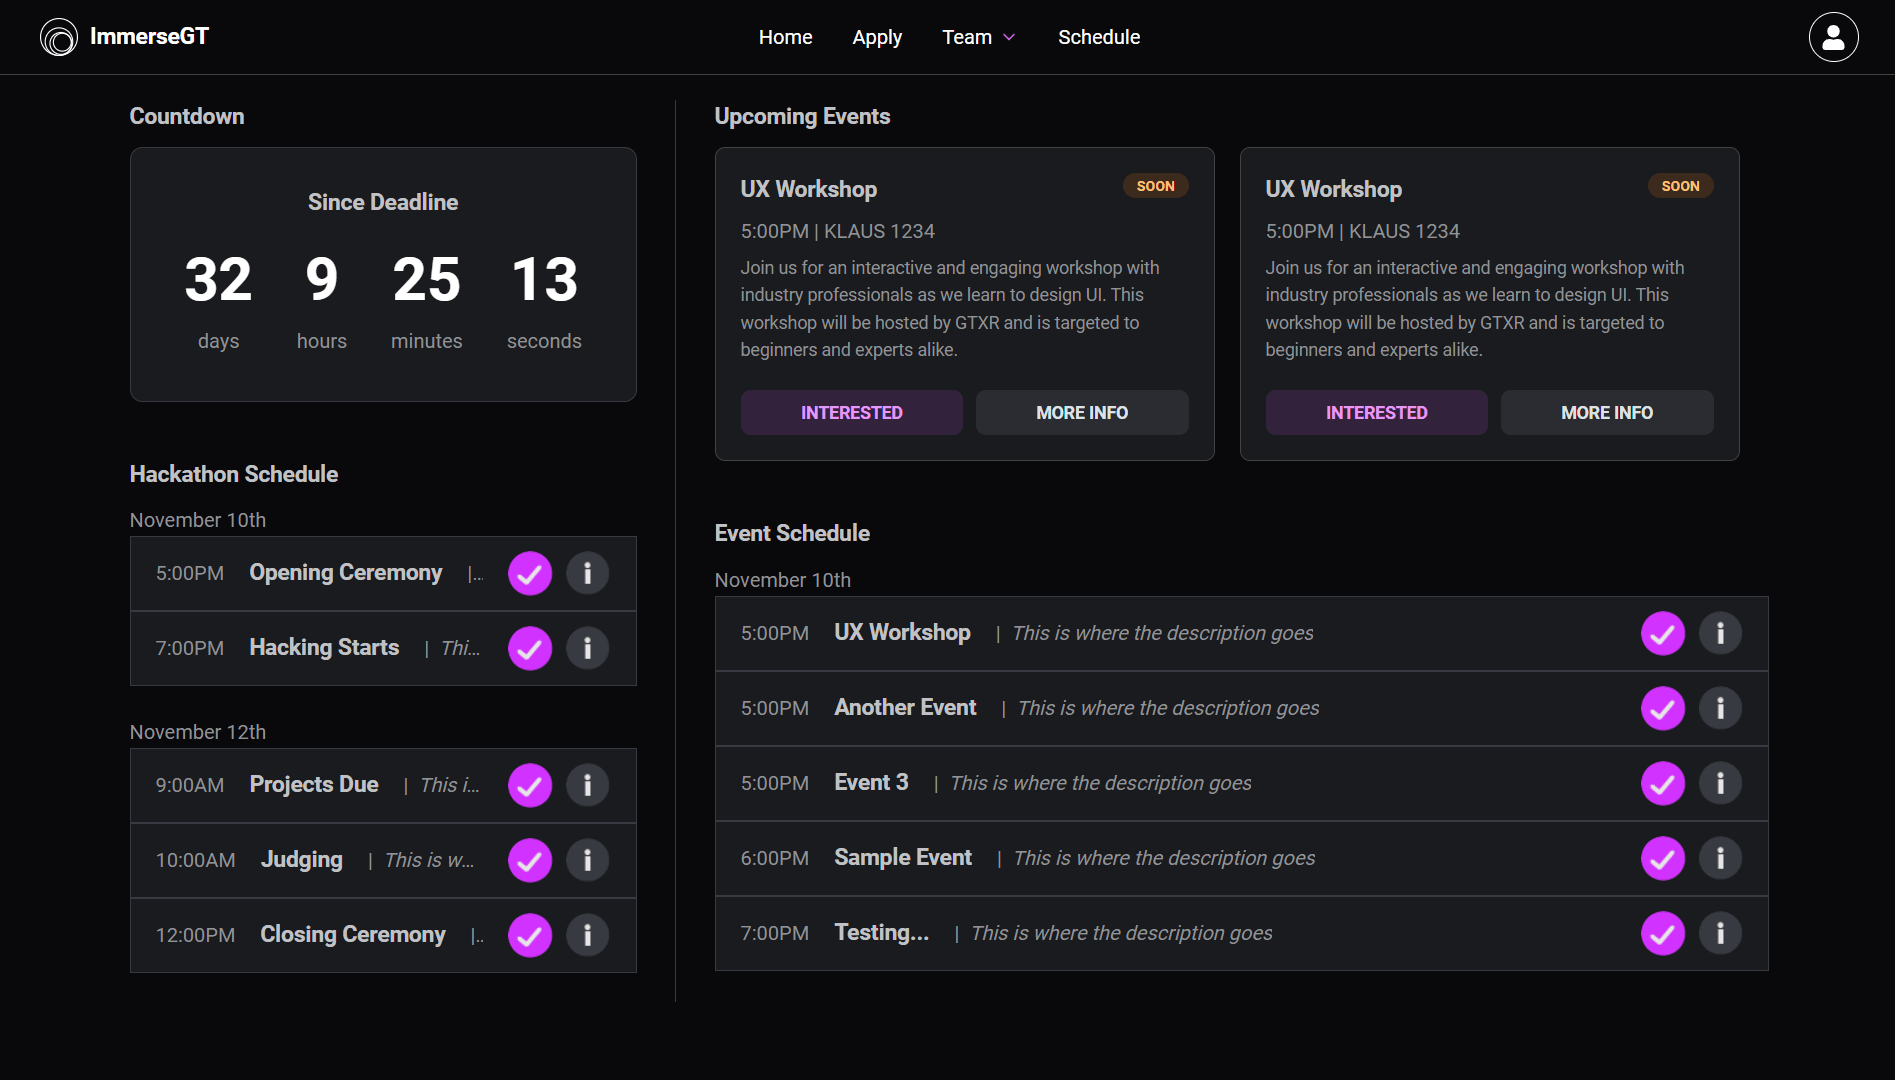 ImmerseGT
Home
Apply
Team
Schedule
Countdown
Since Deadline
32 9 25 13
days hours minutes seconds
Hackathon Schedule
November 10th
5:00PM Opening Ceremony |...
7:00PM Hacking Starts | Thi...
November 12th
9:00AM Projects Due | This i...
10:00AM Judging | This is w...
12:00PM Closing Ceremony |..
Upcoming Events
UX Workshop SOON
5:00PM | KLAUS 1234
Join us for an interactive and engaging workshop with
industry professionals as we learn to design UI. This
workshop will be hosted by GTXR and is targeted to
beginners and experts alike.
INTERESTED MORE INFO
UX Workshop SOON
5:00PM | KLAUS 1234
Join us for an interactive and engaging workshop with
industry professionals as we learn to design UI. This
workshop will be hosted by GTXR and is targeted to
beginners and experts alike.
INTERESTED MORE INFO
Event Schedule
November 10th
5:00PM UX Workshop | This is where the description goes
5:00PM Another Event | This is where the description goes
5:00PM Event 3 | This is where the description goes
6:00PM Sample Event | This is where the description goes
7:00PM Testing... | This is where the description goes